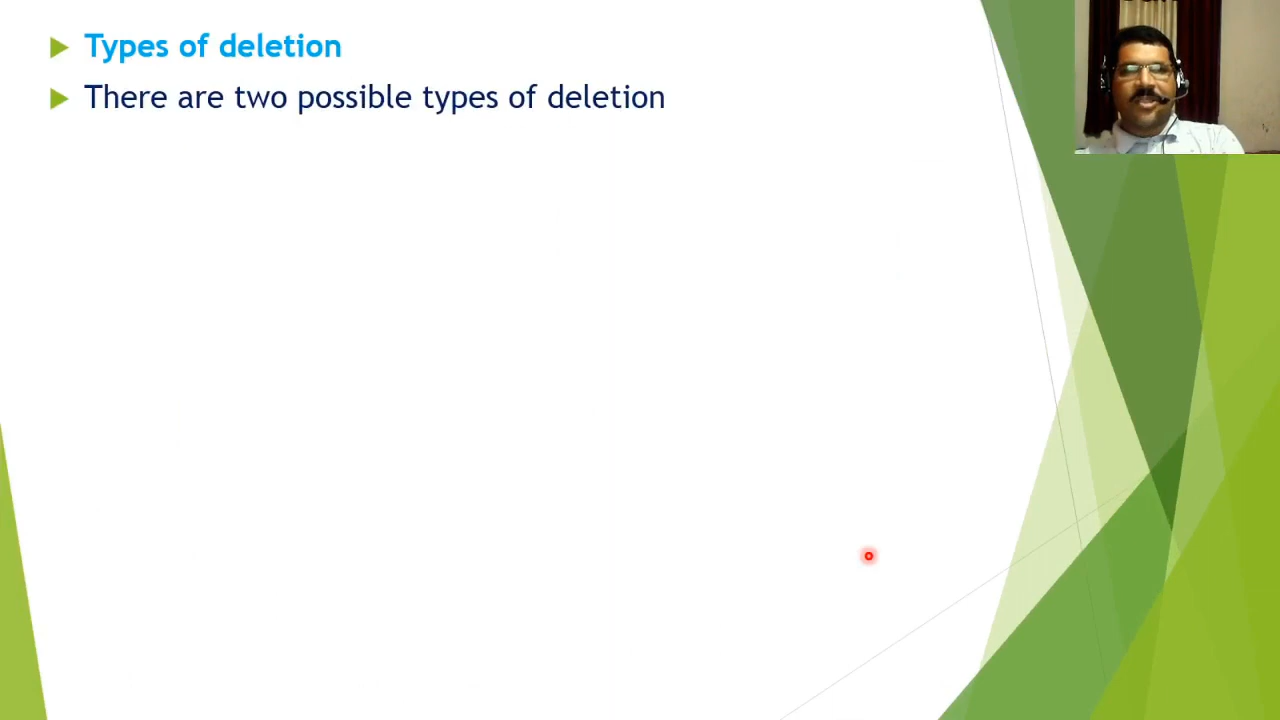 Types of deletion
There are two possible types of deletion